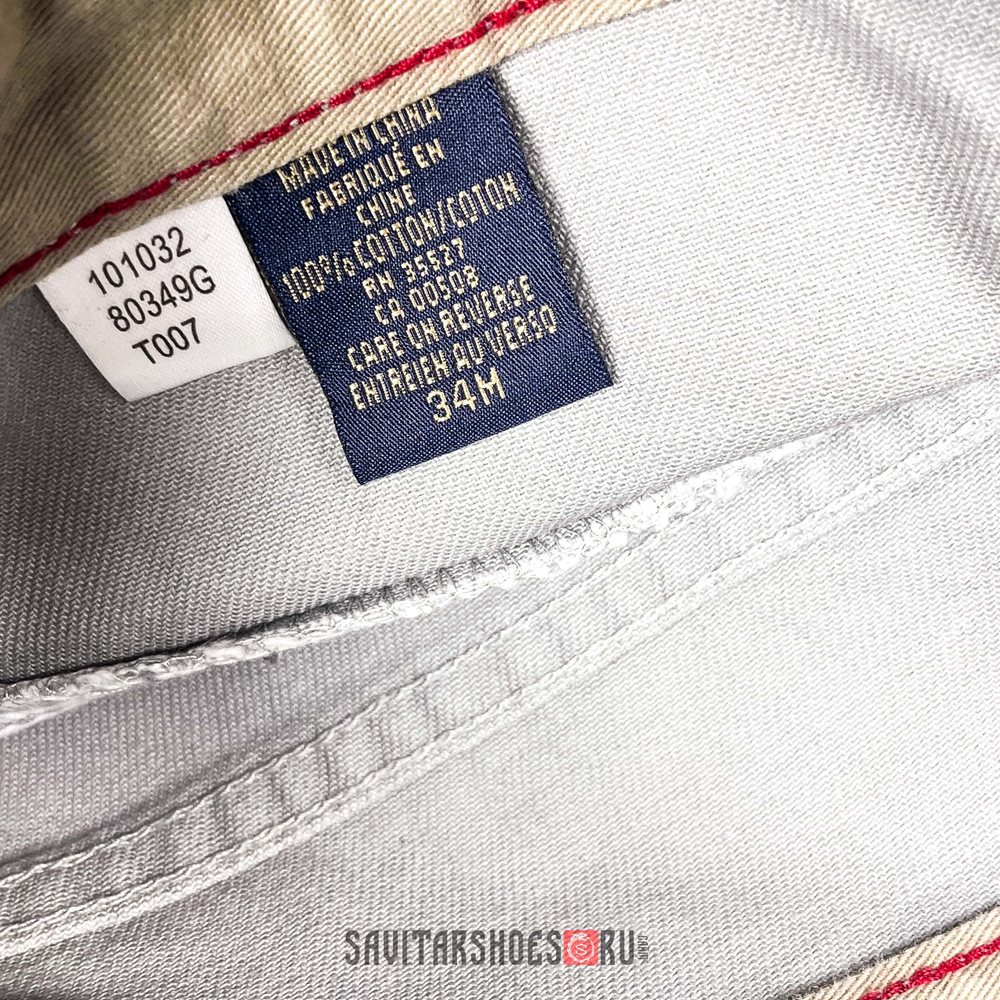 101032
80349G
T007
MADE IN CHINA
FABRIQUÉ EN
CHINE
100% COTTON/COTON
RN 35527
CA 00508
CARE ON REVERSE
ENTREIEN AU VERSO
34M
SAVITARSHOES RU